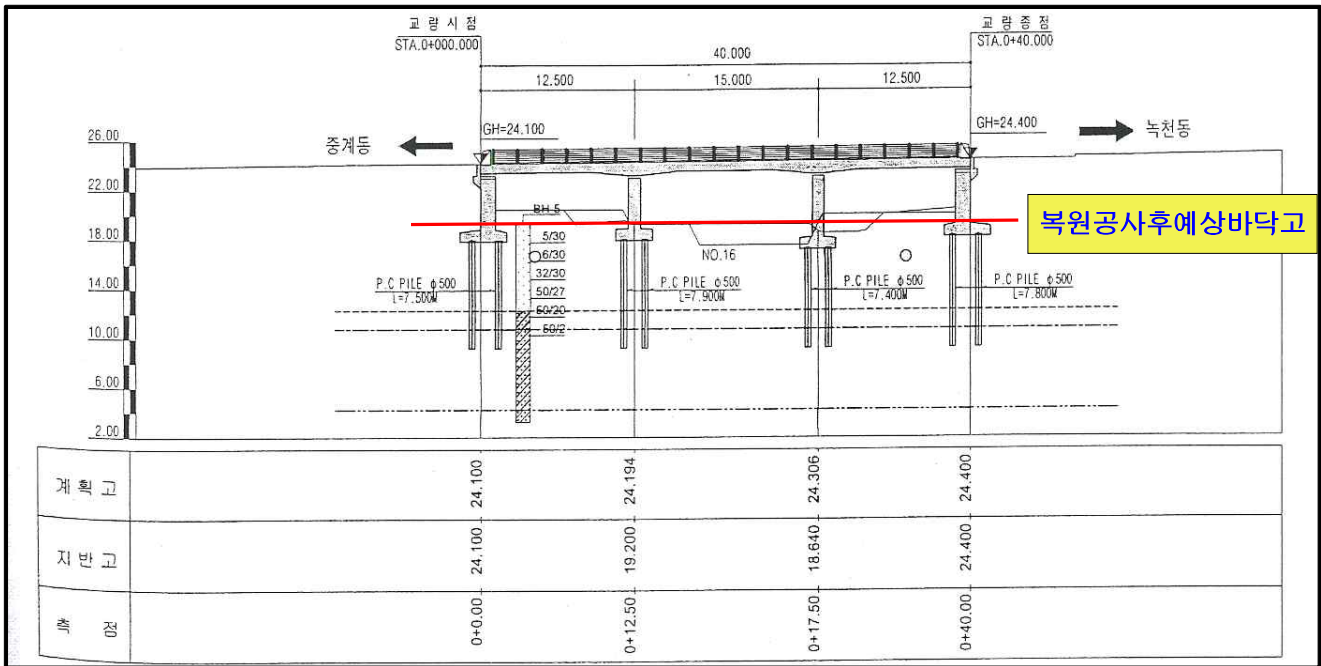 교 량 시 점
STA.0+000.000
교 량 종 점
STA.0+40.000
40.000
12.500
15.000
12.500
GH=24.100
GH=24.400
중계동
녹천동
26.00
22.00
18.00
14.00
10.00
6.00
2.00
BH-5
5/30
6/30
32/30
50/27
50/20
50/2
NO.16
복원공사후예상바닥고
P.C PILE φ500
L=7.500M
P.C PILE φ500
L=7.900M
P.C PILE φ500
L=7.400M
P.C PILE φ500
L=7.800M
계 획 고
24.100
24.194
24.306
24.400
지 반 고
24.100
19.200
18.640
24.400
측 점
0+0.00
0+12.50
0+17.50
0+40.00